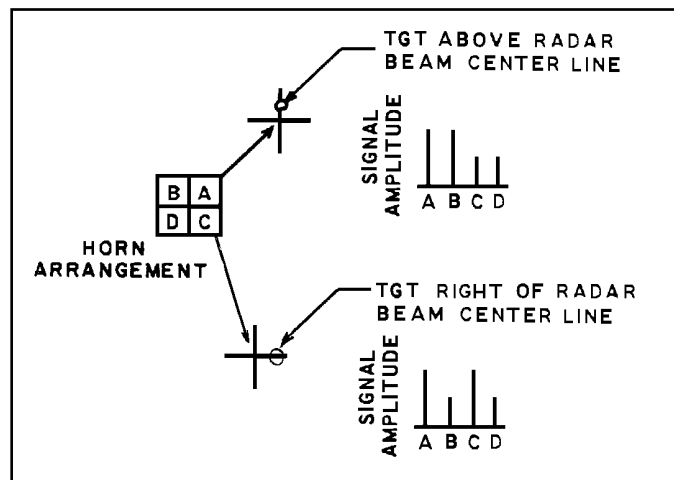 TGT ABOVE RADAR
BEAM CENTER LINE
SIGNAL
AMPLITUDE
A B C D
B A
D C
HORN
ARRANGEMENT
TGT RIGHT OF RADAR
BEAM CENTER LINE
SIGNAL
AMPLITUDE
A B C D